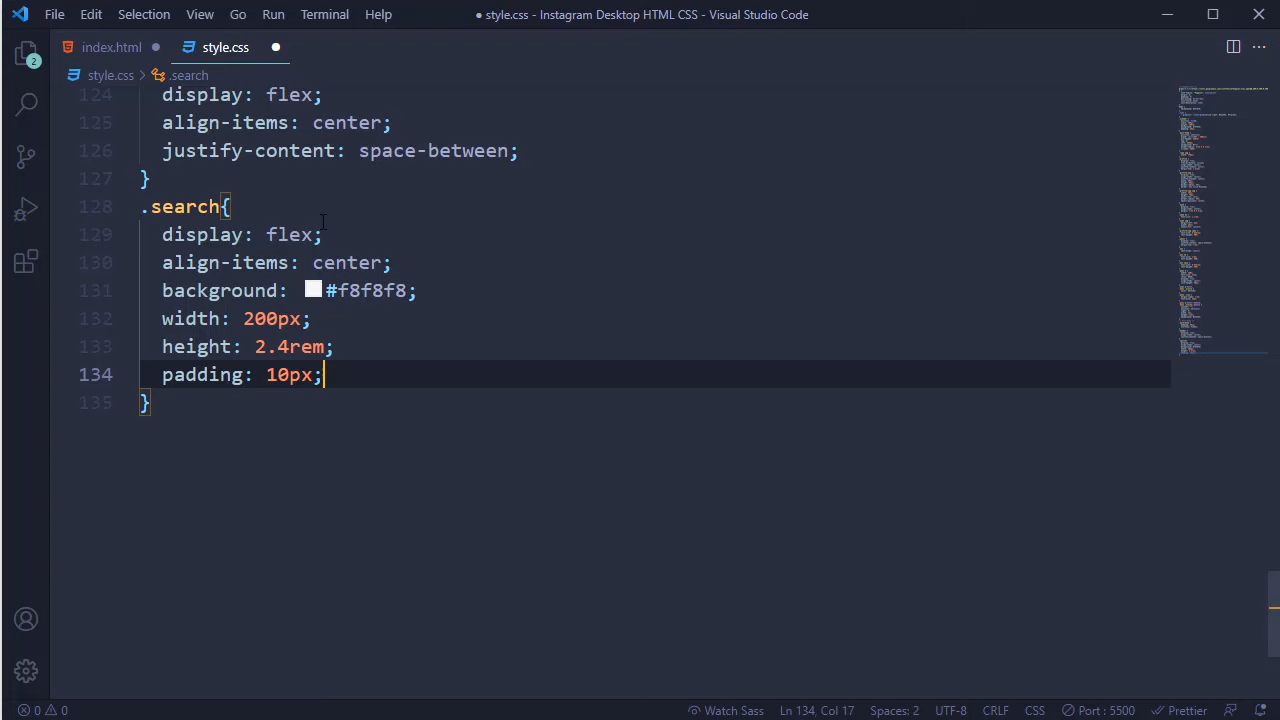 File Edit Selection View Go Run Terminal Help ● style.css - Instagram Desktop HTML CSS - Visual Studio Code
index.html style.css
style.css > .search
2
124 display: flex;
125 align-items: center;
126 justify-content: space-between;
127 }
128 .search{
129 display: flex;
130 align-items: center;
131 background: #f8f8f8;
132 width: 200px;
133 height: 2.4rem;
134 padding: 10px;
135 }
0 0 Watch Sass Ln 134, Col 17 Spaces: 2 UTF-8 CRLF CSS Port : 5500 Prettier